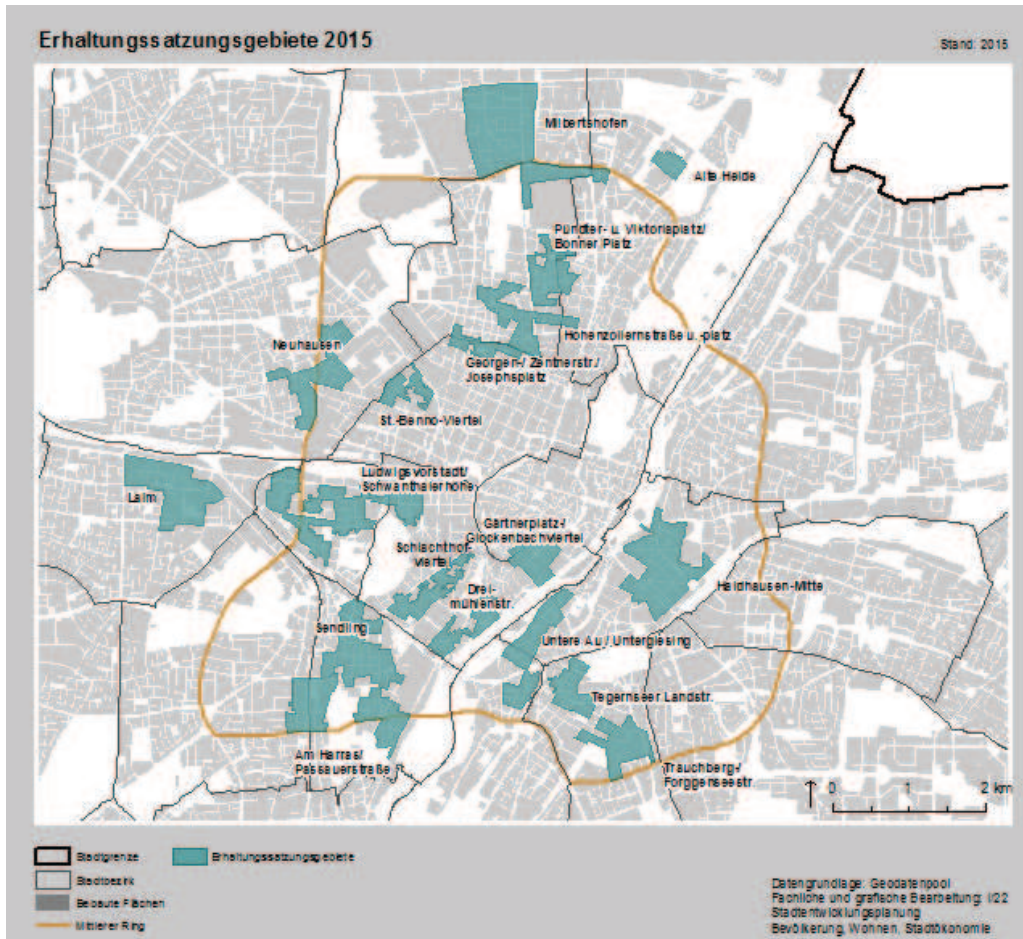 Erhaltungssatzungsgebiete 2015
Stand: 2015
Milbertshofen
Alte Heide
Pündter- u. Viktoriaplatz/
Bonner Platz
Hohenzollernstraße u. -platz
Neuhausen
Georgen-/ Zentnerstr./
Josephsplatz
St.-Benno-Viertel
Ludwigsvorstadt/
Schwanthalerhöhe
Laim
Gärtnerplatz-/
Glockenbachviertel
Schlachthof-
viertel
Drei-
mühlenstr.
Haidhausen-Mitte
Sendling
Untere Au / Untergiesing
Tegernseer Landstr.
Am Harras/
Passauerstraße
Trauchberg-/
Forggenseestr.
0 1 2 km
Stadtgrenze
Erhaltungssatzungsgebiete
Stadtbezirk
Bebaute Flächen
Mittlerer Ring
Datengrundlage: Geodatenpool
Fachliche und grafische Bearbeitung: I/22
Stadtentwicklungsplanung
Bevölkerung, Wohnen, Stadtökonomie